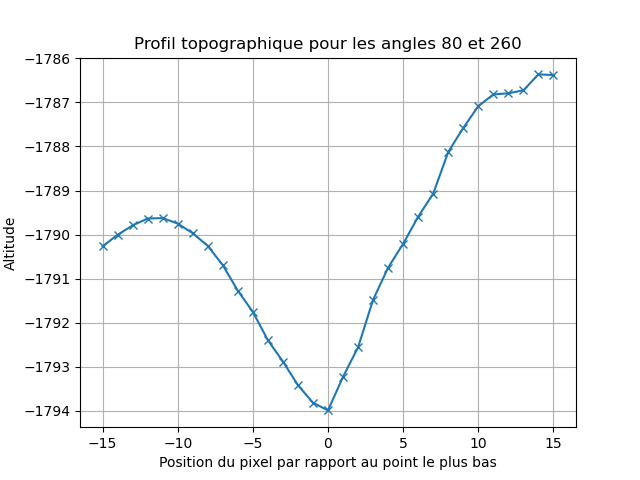 Profil topographique pour les angles 80 et 260
−1786
−1787
−1788
−1789
−1790
−1791
−1792
−1793
−1794
Altitude
−15 −10 −5 0 5 10 15
Position du pixel par rapport au point le plus bas